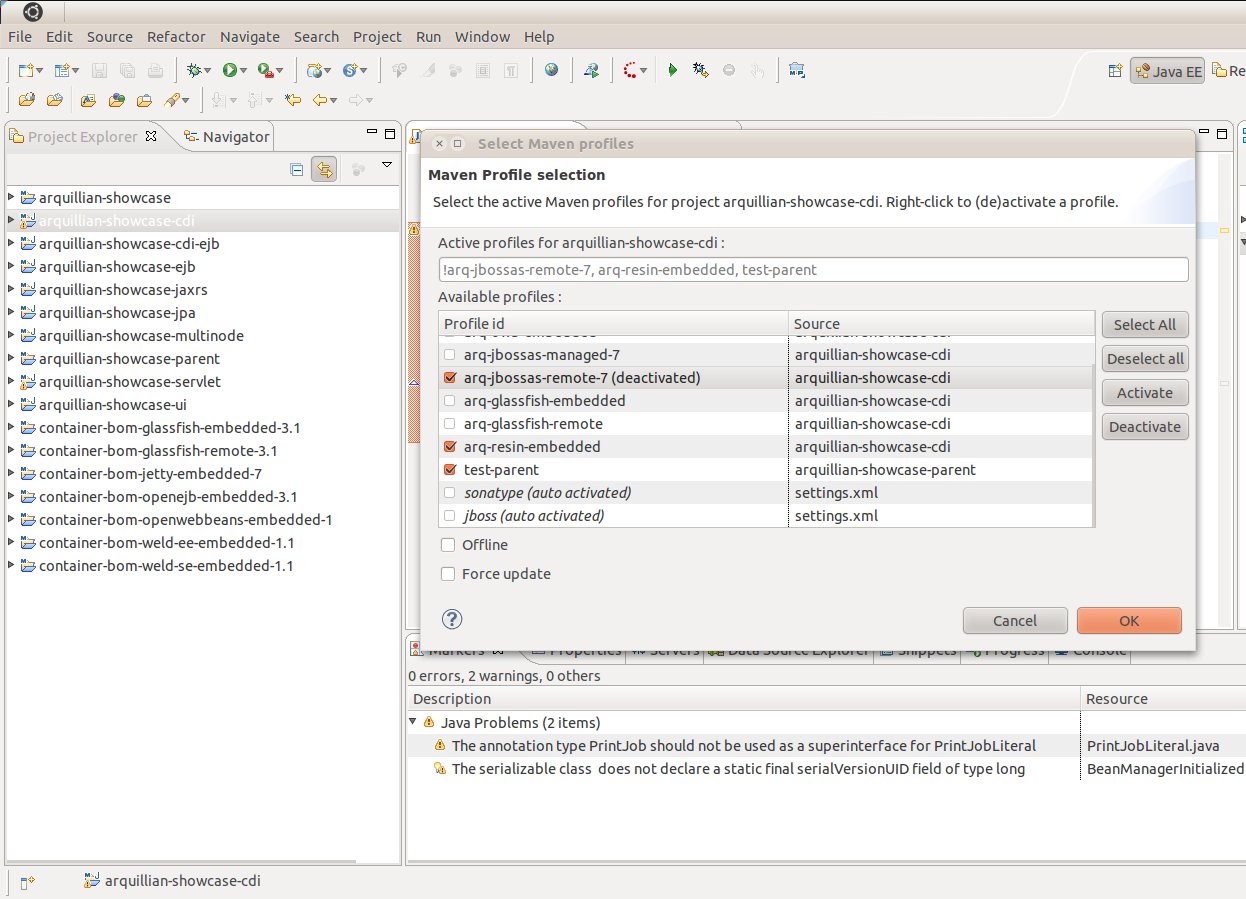 File Edit Source Refactor Navigate Search Project Run Window Help
Java EE Re
Project Explorer Navigator
arquillian-showcase
arquillian-showcase-cdi
arquillian-showcase-cdi-ejb
arquillian-showcase-ejb
arquillian-showcase-jaxrs
arquillian-showcase-jpa
arquillian-showcase-multinode
arquillian-showcase-parent
arquillian-showcase-servlet
arquillian-showcase-ui
container-bom-glassfish-embedded-3.1
container-bom-glassfish-remote-3.1
container-bom-jetty-embedded-7
container-bom-openejb-embedded-3.1
container-bom-openwebbeans-embedded-1
container-bom-weld-ee-embedded-1.1
container-bom-weld-se-embedded-1.1
Select Maven profiles
Maven Profile selection
Select the active Maven profiles for project arquillian-showcase-cdi. Right-click to (de)activate a profile.
Active profiles for arquillian-showcase-cdi :
!arq-jbossas-remote-7, arq-resin-embedded, test-parent
Available profiles :
Profile id Source
arq-jbossas-managed-7 arquillian-showcase-cdi
arq-jbossas-remote-7 (deactivated) arquillian-showcase-cdi
arq-glassfish-embedded arquillian-showcase-cdi
arq-glassfish-remote arquillian-showcase-cdi
arq-resin-embedded arquillian-showcase-cdi
test-parent arquillian-showcase-parent
sonatype (auto activated) settings.xml
jboss (auto activated) settings.xml
Select All
Deselect all
Activate
Deactivate
Offline
Force update
Cancel OK
Markers Properties Servers Data Source Explorer Snippets Progress Console
0 errors, 2 warnings, 0 others
Description Resource
Java Problems (2 items)
The annotation type PrintJob should not be used as a superinterface for PrintJobLiteral PrintJobLiteral.java
The serializable class does not declare a static final serialVersionUID field of type long BeanManagerInitialized
arquillian-showcase-cdi